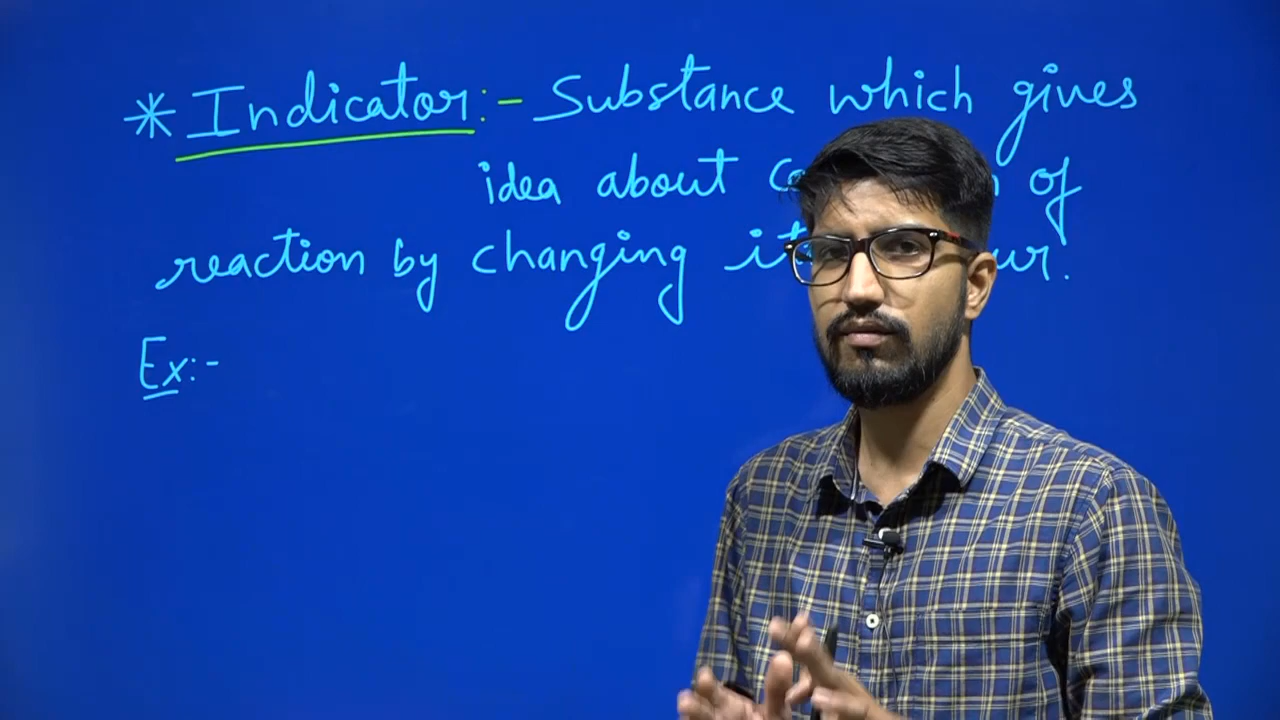 * Indicator :- Substance which gives
idea about of
reaction by changing
Ex:-